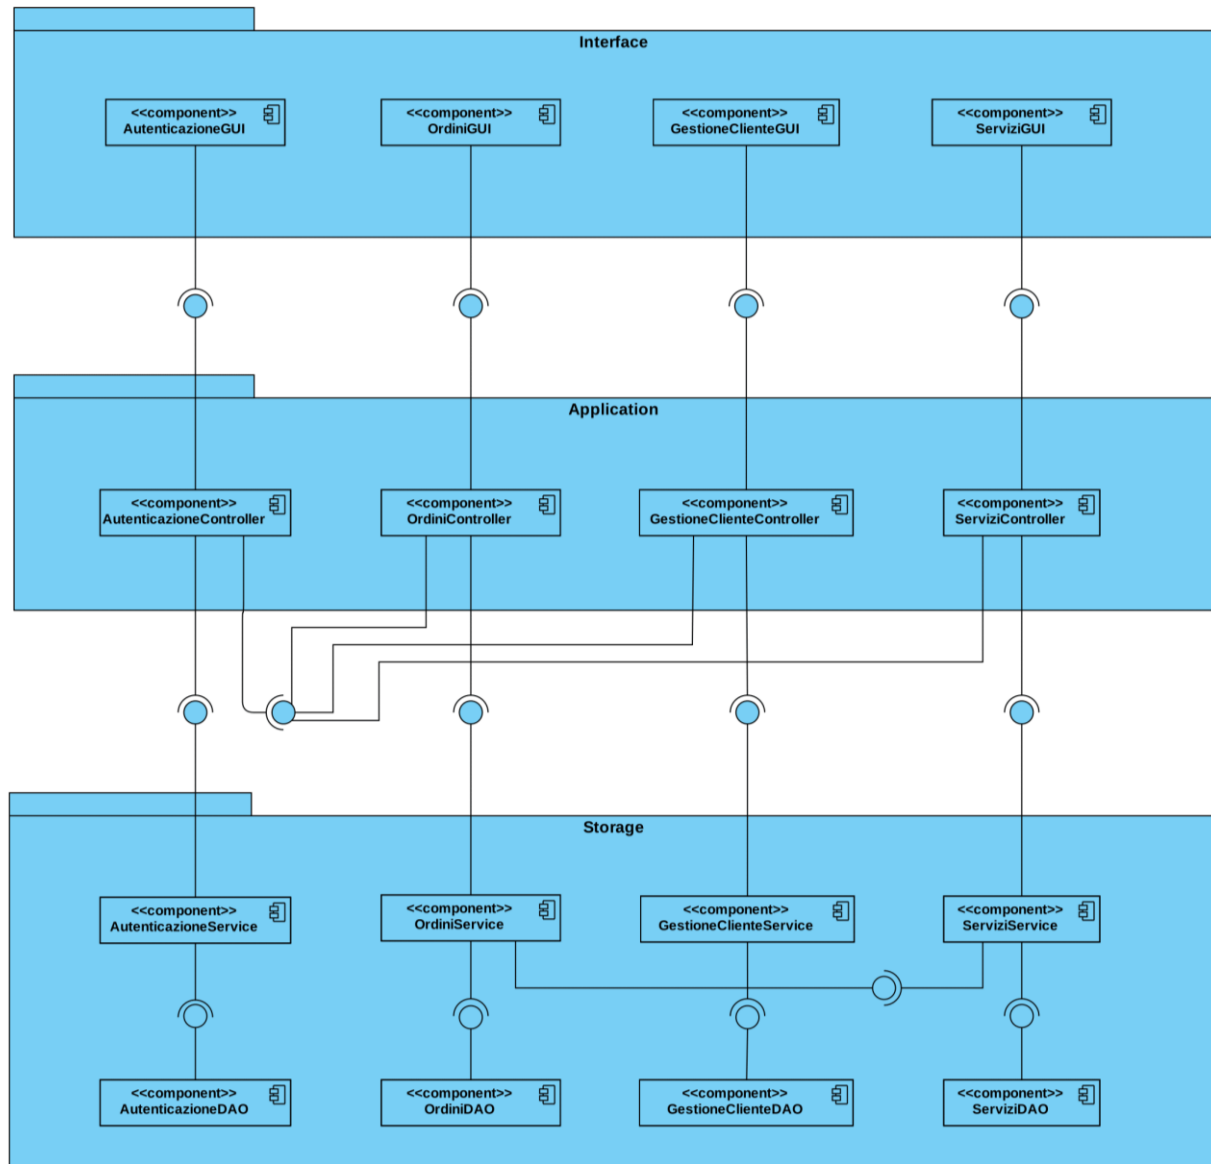 Interface
<<component>>
AutenticazioneGUI
<<component>>
OrdiniGUI
<<component>>
GestioneClienteGUI
<<component>>
ServiziGUI
Application
<<component>>
AutenticazioneController
<<component>>
OrdiniController
<<component>>
GestioneClienteController
<<component>>
ServiziController
Storage
<<component>>
AutenticazioneService
<<component>>
OrdiniService
<<component>>
GestioneClienteService
<<component>>
ServiziService
<<component>>
AutenticazioneDAO
<<component>>
OrdiniDAO
<<component>>
GestioneClienteDAO
<<component>>
ServiziDAO